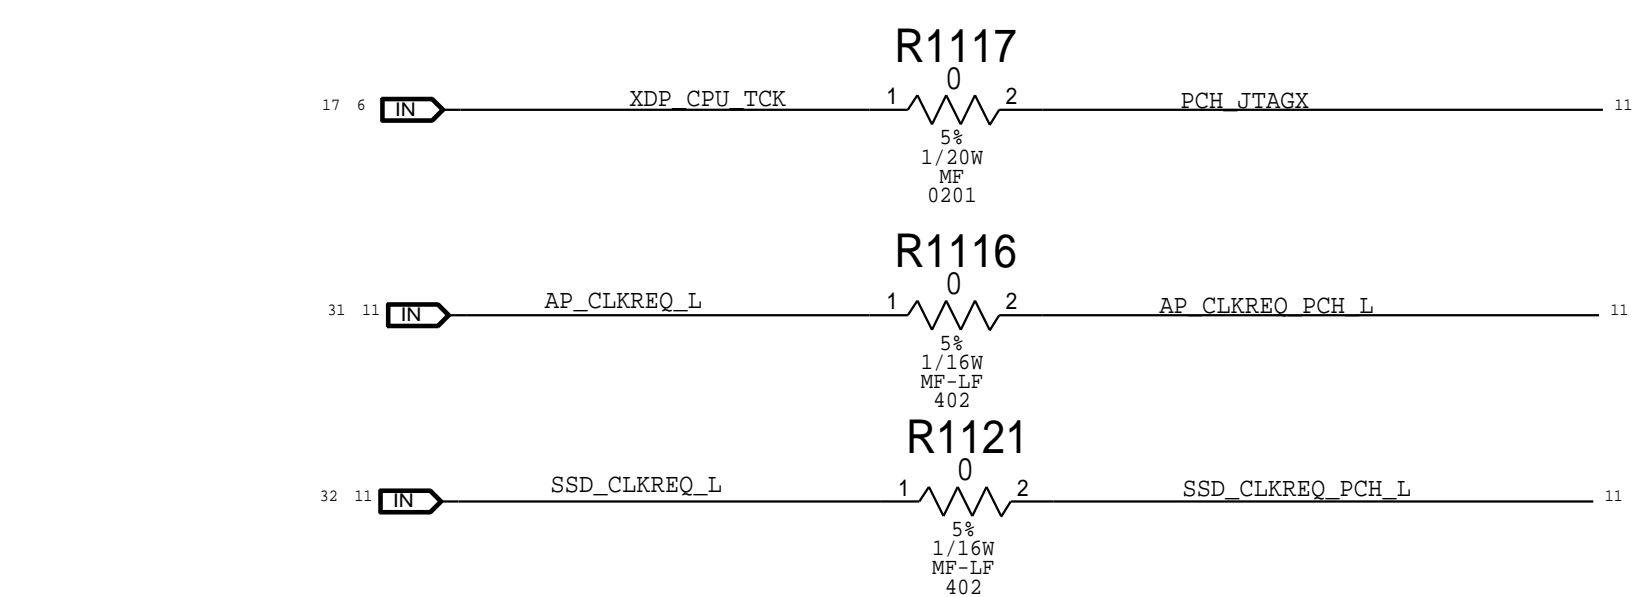 R1117
0
17 6 IN XDP_CPU_TCK 1 2 PCH_JTAGX 11
5%
1/20W
MF
0201
R1116
0
31 11 IN AP_CLKREQ_L 1 2 AP_CLKREQ_PCH_L 11
5%
1/16W
MF-LF
402
R1121
0
32 11 IN SSD_CLKREQ_L 1 2 SSD_CLKREQ_PCH_L 11
5%
1/16W
MF-LF
402